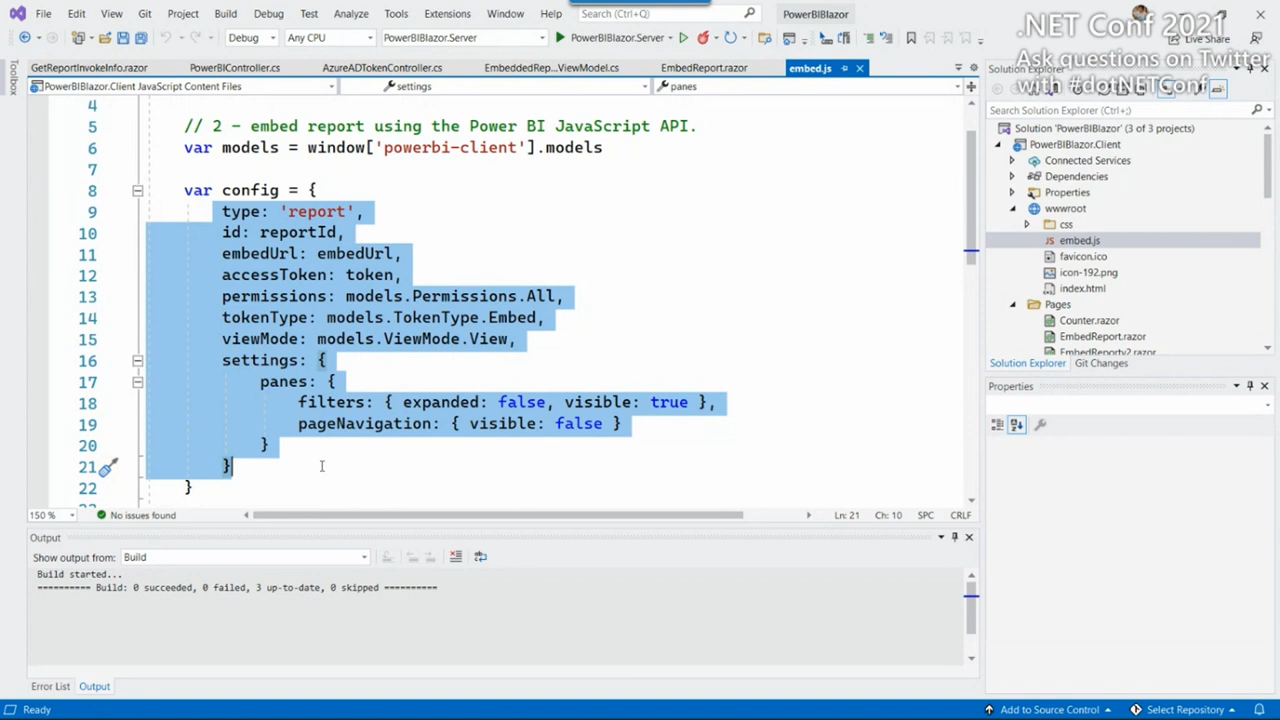 File Edit View Git Project Build Debug Test Analyze Tools Extensions Window Help Search (Ctrl+Q) PowerBIBlazor
.NET Conf 2021
Ask questions on Twitter
with #dotNETConf
Debug Any CPU PowerBIBlazor.Server PowerBIBlazor.Server Live Share
Toolbox
GetReportInvokeInfo.razor PowerBIController.cs AzureADTokenController.cs EmbeddedRep...ViewModel.cs EmbedReport.razor embed.js
PowerBIBlazor.Client JavaScript Content Files settings panes
4
5 // 2 - embed report using the Power BI JavaScript API.
6 var models = window['powerbi-client'].models
7
8 var config = {
9 type: 'report',
10 id: reportId,
11 embedUrl: embedUrl,
12 accessToken: token,
13 permissions: models.Permissions.All,
14 tokenType: models.TokenType.Embed,
15 viewMode: models.ViewMode.View,
16 settings: {
17 panes: {
18 filters: { expanded: false, visible: true },
19 pageNavigation: { visible: false }
20 }
21 }
22 }
150 % No issues found Ln: 21 Ch: 10 SPC CRLF
Output
Show output from: Build
Build started...
========== Build: 0 succeeded, 0 failed, 3 up-to-date, 0 skipped ==========
Error List Output
Solution Explorer
Search Solution Explorer (Ctrl+;)
Solution 'PowerBIBlazor' (3 of 3 projects)
PowerBIBlazor.Client
Connected Services
Dependencies
Properties
wwwroot
css
embed.js
favicon.ico
icon-192.png
index.html
Pages
Counter.razor
EmbedReport.razor
EmbedReportv2.razor
Solution Explorer Git Changes
Properties
Ready Add to Source Control Select Repository